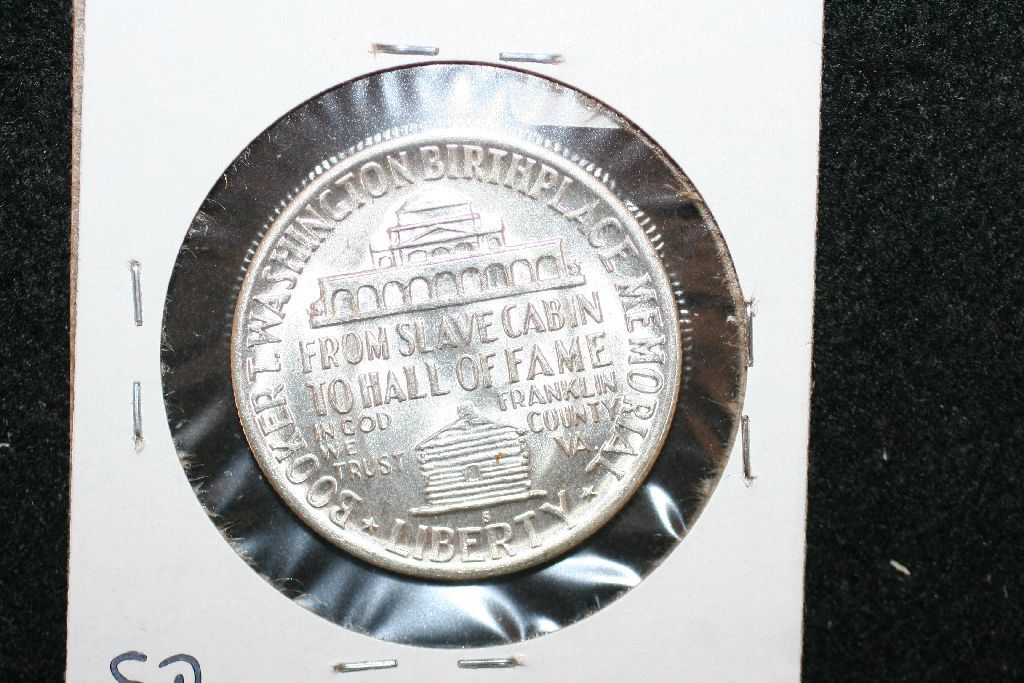 BOOKER T. WASHINGTON BIRTHPLACE MEMORIAL
FROM SLAVE CABIN
TO HALL OF FAME
IN GOD
WE
TRUST
FRANKLIN
COUNTY
VA.
S
★ LIBERTY ★